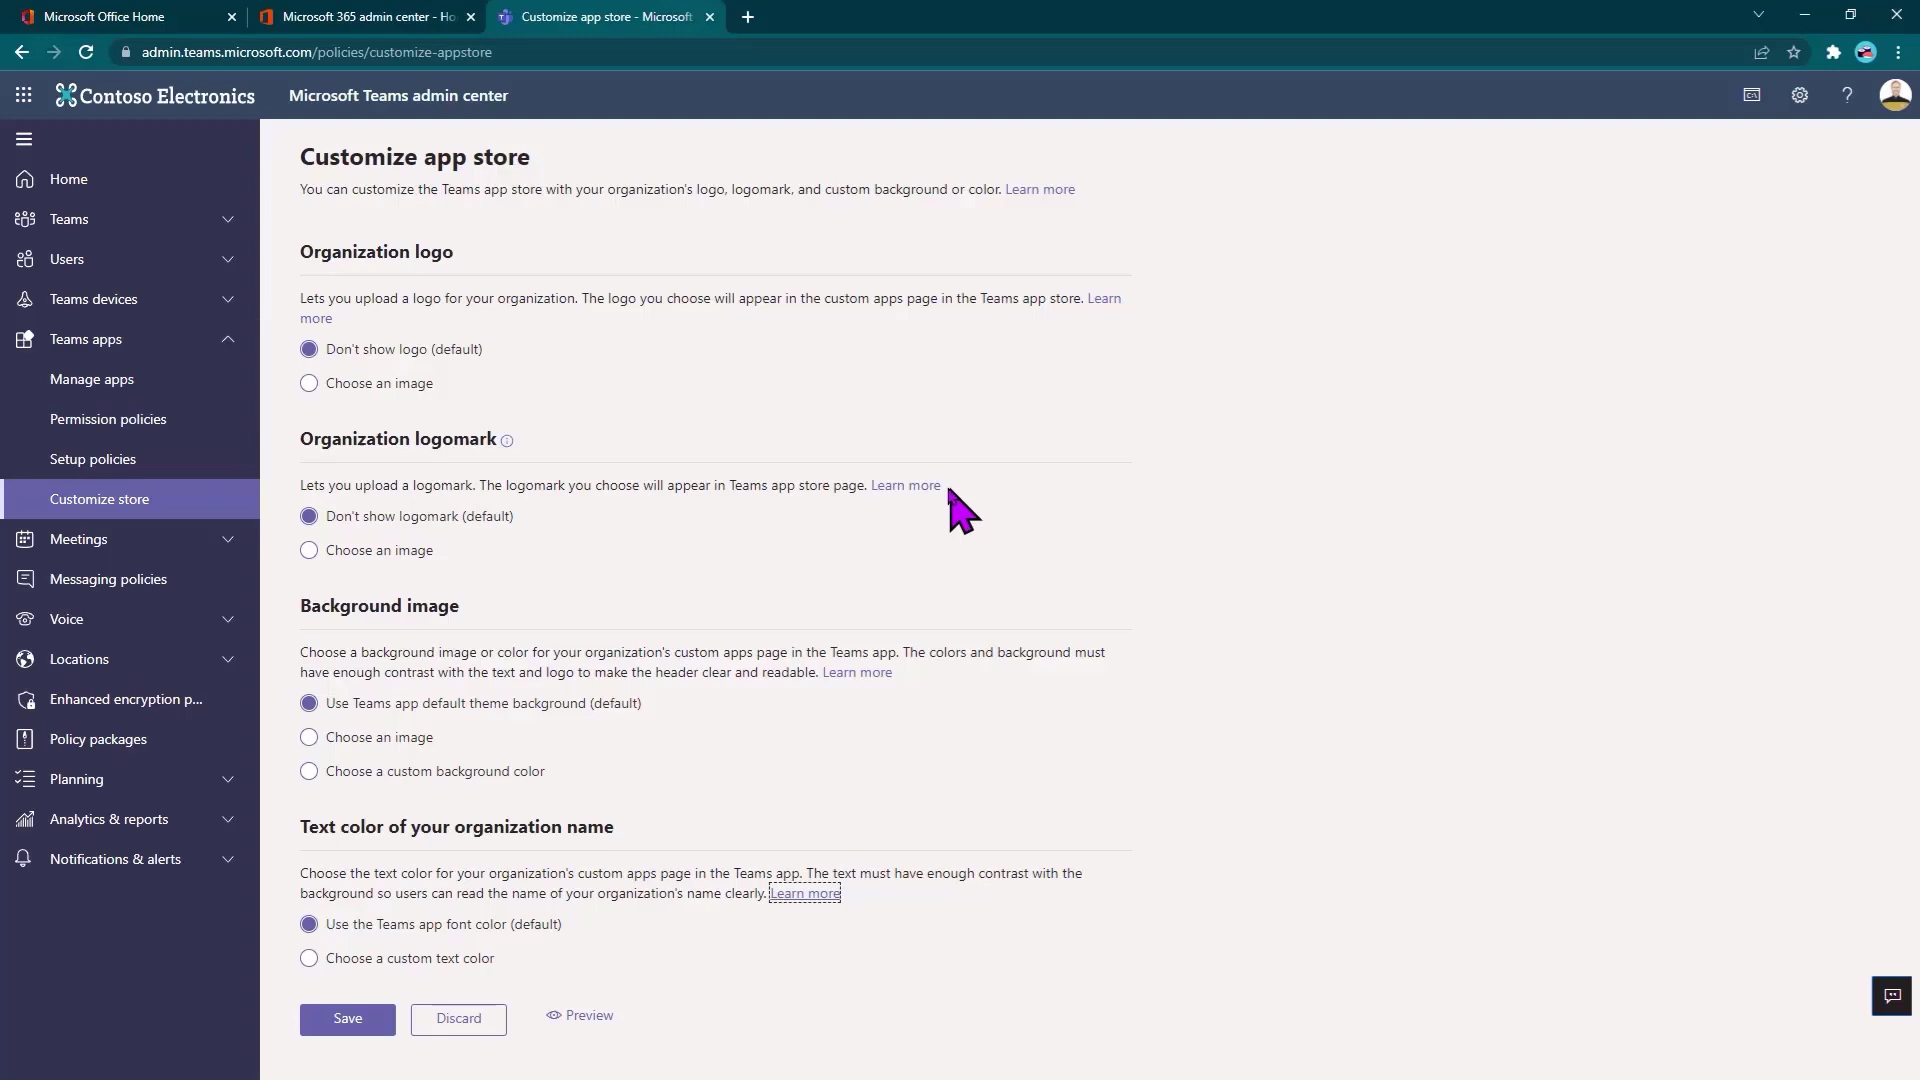 Microsoft Office Home
Microsoft 365 admin center - Ho
Customize app store - Microsoft
admin.teams.microsoft.com/policies/customize-appstore
Contoso Electronics
Microsoft Teams admin center
Home
Teams
Users
Teams devices
Teams apps
Manage apps
Permission policies
Setup policies
Customize store
Meetings
Messaging policies
Voice
Locations
Enhanced encryption p...
Policy packages
Planning
Analytics & reports
Notifications & alerts
Customize app store
You can customize the Teams app store with your organization's logo, logomark, and custom background or color. Learn more
Organization logo
Lets you upload a logo for your organization. The logo you choose will appear in the custom apps page in the Teams app store. Learn
more
Don't show logo (default)
Choose an image
Organization logomark
Lets you upload a logomark. The logomark you choose will appear in Teams app store page. Learn more
Don't show logomark (default)
Choose an image
Background image
Choose a background image or color for your organization's custom apps page in the Teams app. The colors and background must
have enough contrast with the text and logo to make the header clear and readable. Learn more
Use Teams app default theme background (default)
Choose an image
Choose a custom background color
Text color of your organization name
Choose the text color for your organization's custom apps page in the Teams app. The text must have enough contrast with the
background so users can read the name of your organization's name clearly. Learn more
Use the Teams app font color (default)
Choose a custom text color
Save
Discard
Preview